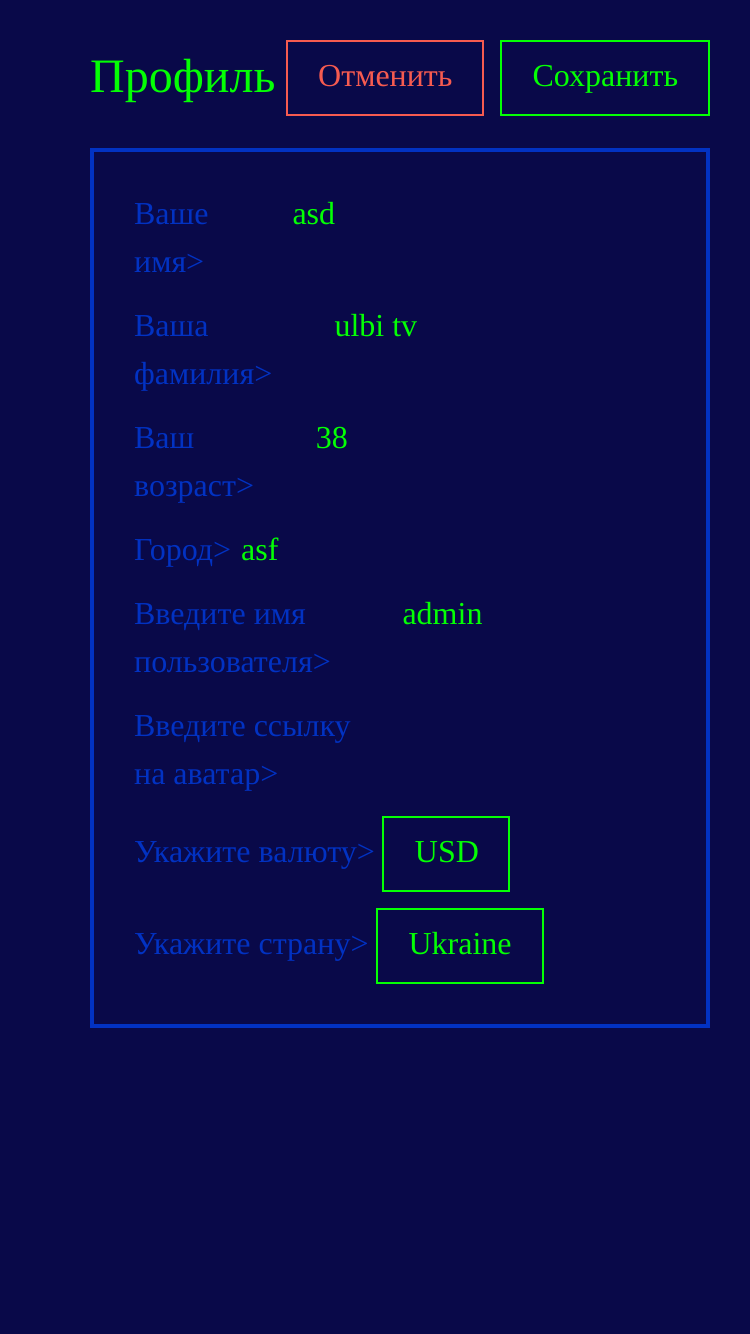 Профиль Отменить Сохранить
Ваше asd
имя>
Ваша ulbi tv
фамилия>
Ваш 38
возраст>
Город> asf
Введите имя admin
пользователя>
Введите ссылку
на аватар>
Укажите валюту> USD
Укажите страну> Ukraine